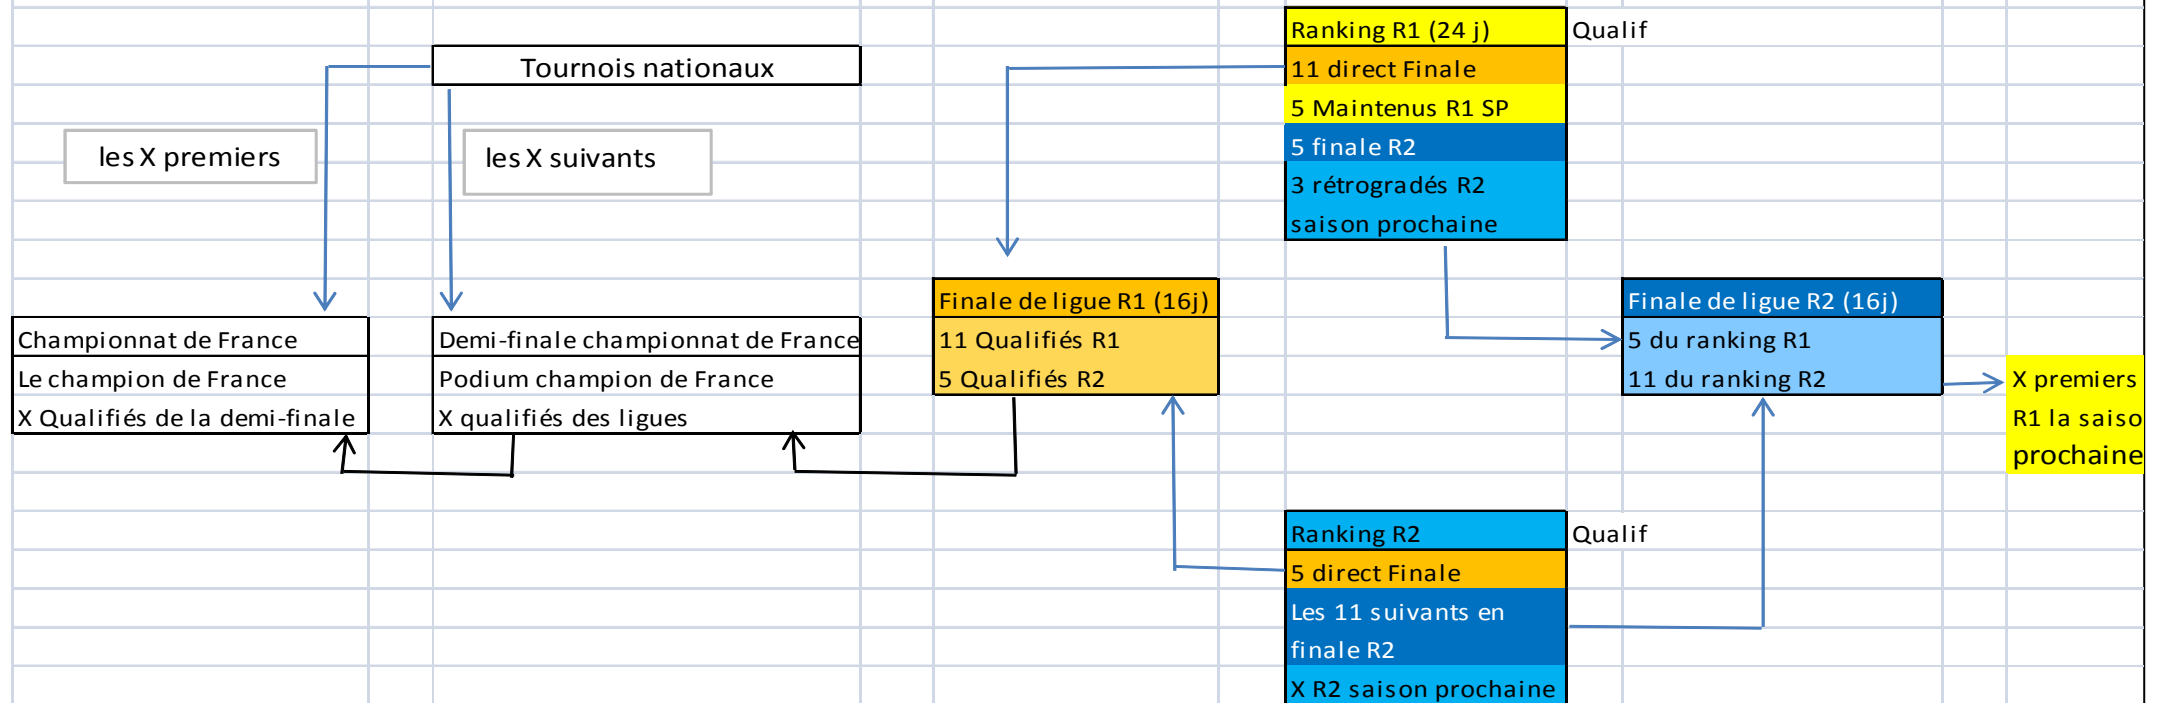 Ranking R1 (24 j)
Qualif
Tournois nationaux
11 direct Finale
5 Maintenus R1 SP
les X premiers
les X suivants
5 finale R2
3 rétrogradés R2
saison prochaine
Finale de ligue R1 (16j)
11 Qualifiés R1
5 Qualifiés R2
Finale de ligue R2 (16j)
5 du ranking R1
11 du ranking R2
Championnat de France
Le champion de France
X Qualifiés de la demi-finale
Demi-finale championnat de France
Podium champion de France
X qualifiés des ligues
X premiers
R1 la saiso
prochaine
Ranking R2
Qualif
5 direct Finale
Les 11 suivants en
finale R2
X R2 saison prochaine